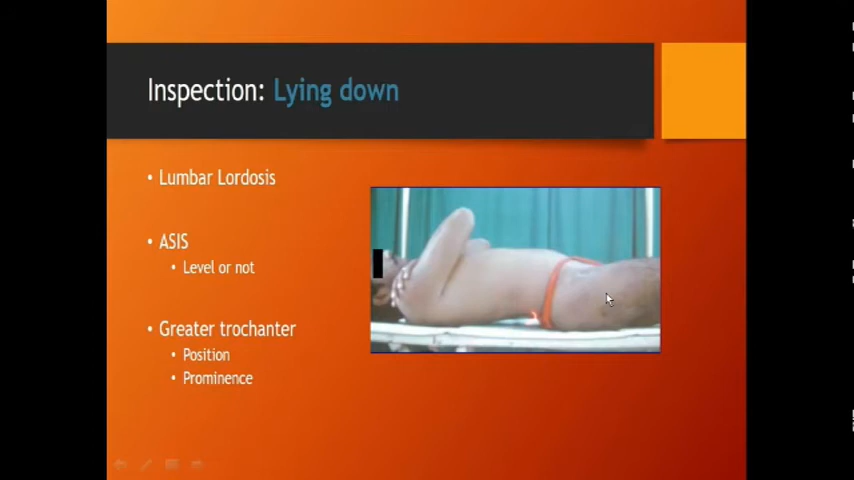 Inspection: Lying down
• Lumbar Lordosis
• ASIS
• Level or not
• Greater trochanter
• Position
• Prominence